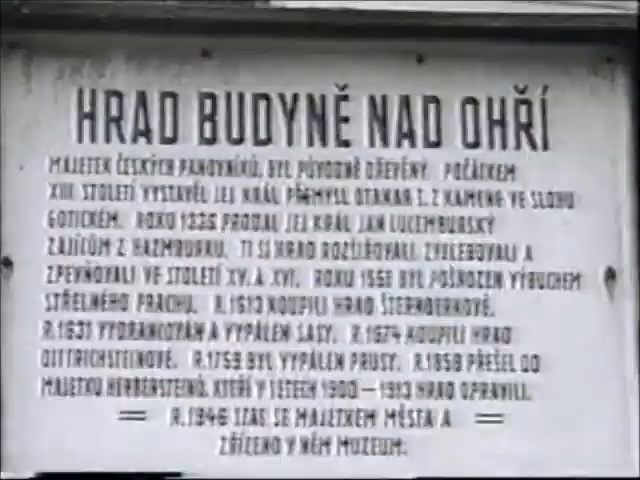 HRAD BUDYNĚ NAD OHŘÍ
MAJETEK ČESKÝCH PANOVNÍKŮ, BYL PŮVODNĚ DŘEVĚNÝ. POČÁTKEM
XIII. STOLETÍ VYSTAVĚL JEJ KRÁL PŘEMYSL OTAKAR I. Z KAMENE VE SLOHU
GOTICKÉM. ROKU 1336 PRODAL JEJ KRÁL JAN LUCEMBURSKÝ
ZAJÍCŮM Z HAZMBURKU. TI SI HRAD ROZŠIŘOVALI, ZVELEBOVALI A
ZPEVŇOVALI VE STOLETÍ XV. A XVI. ROKU BYL POŠKOZEN VÝBUCHEM
STŘELNÉHO PRACHU. R. 1613 KOUPILI HRAD ŠTERNBERKOVÉ.
R. 1631 VYDRANCOVÁN A VYPÁLEN SASY. R. 1674 KOUPILI HRAD
DITTRICHSTEINOVÉ. R. 1759 BYL VYPÁLEN PRUSY. R. 1858 PŘEŠEL DO
MAJETKU HERBERSTEINŮ, KTEŘÍ V LETECH 1900 — 1913 HRAD OPRAVILI.
R. 1946 STAL SE MAJETKEM MĚSTA A
ZŘÍZENO V NĚM MUZEUM.